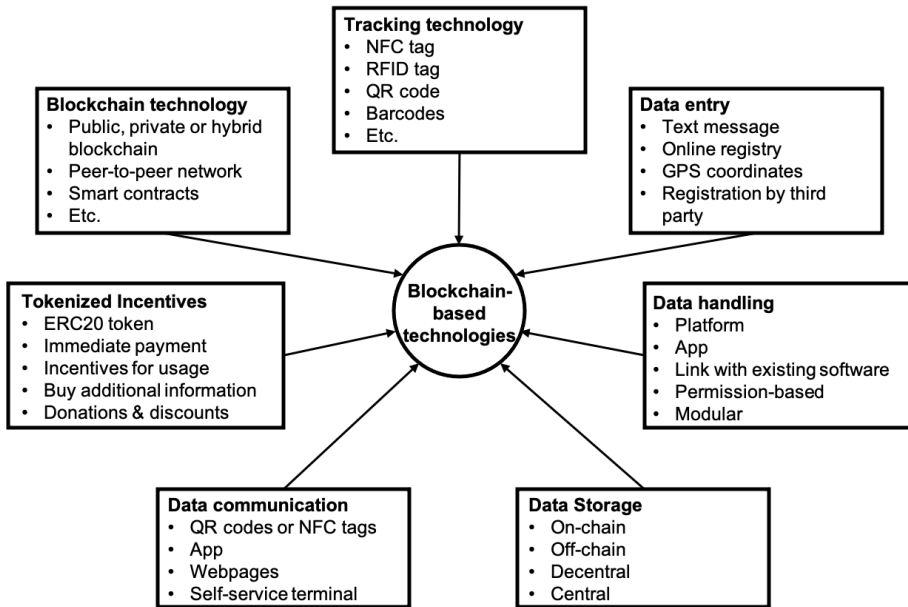 Tracking technology
• NFC tag
• RFID tag
• QR code
• Barcodes
• Etc.
Blockchain technology
• Public, private or hybrid
blockchain
• Peer-to-peer network
• Smart contracts
• Etc.
Data entry
• Text message
• Online registry
• GPS coordinates
• Registration by third
party
Blockchain-
based
technologies
Tokenized Incentives
• ERC20 token
• Immediate payment
• Incentives for usage
• Buy additional information
• Donations & discounts
Data handling
• Platform
• App
• Link with existing software
• Permission-based
• Modular
Data communication
• QR codes or NFC tags
• App
• Webpages
• Self-service terminal
Data Storage
• On-chain
• Off-chain
• Decentral
• Central